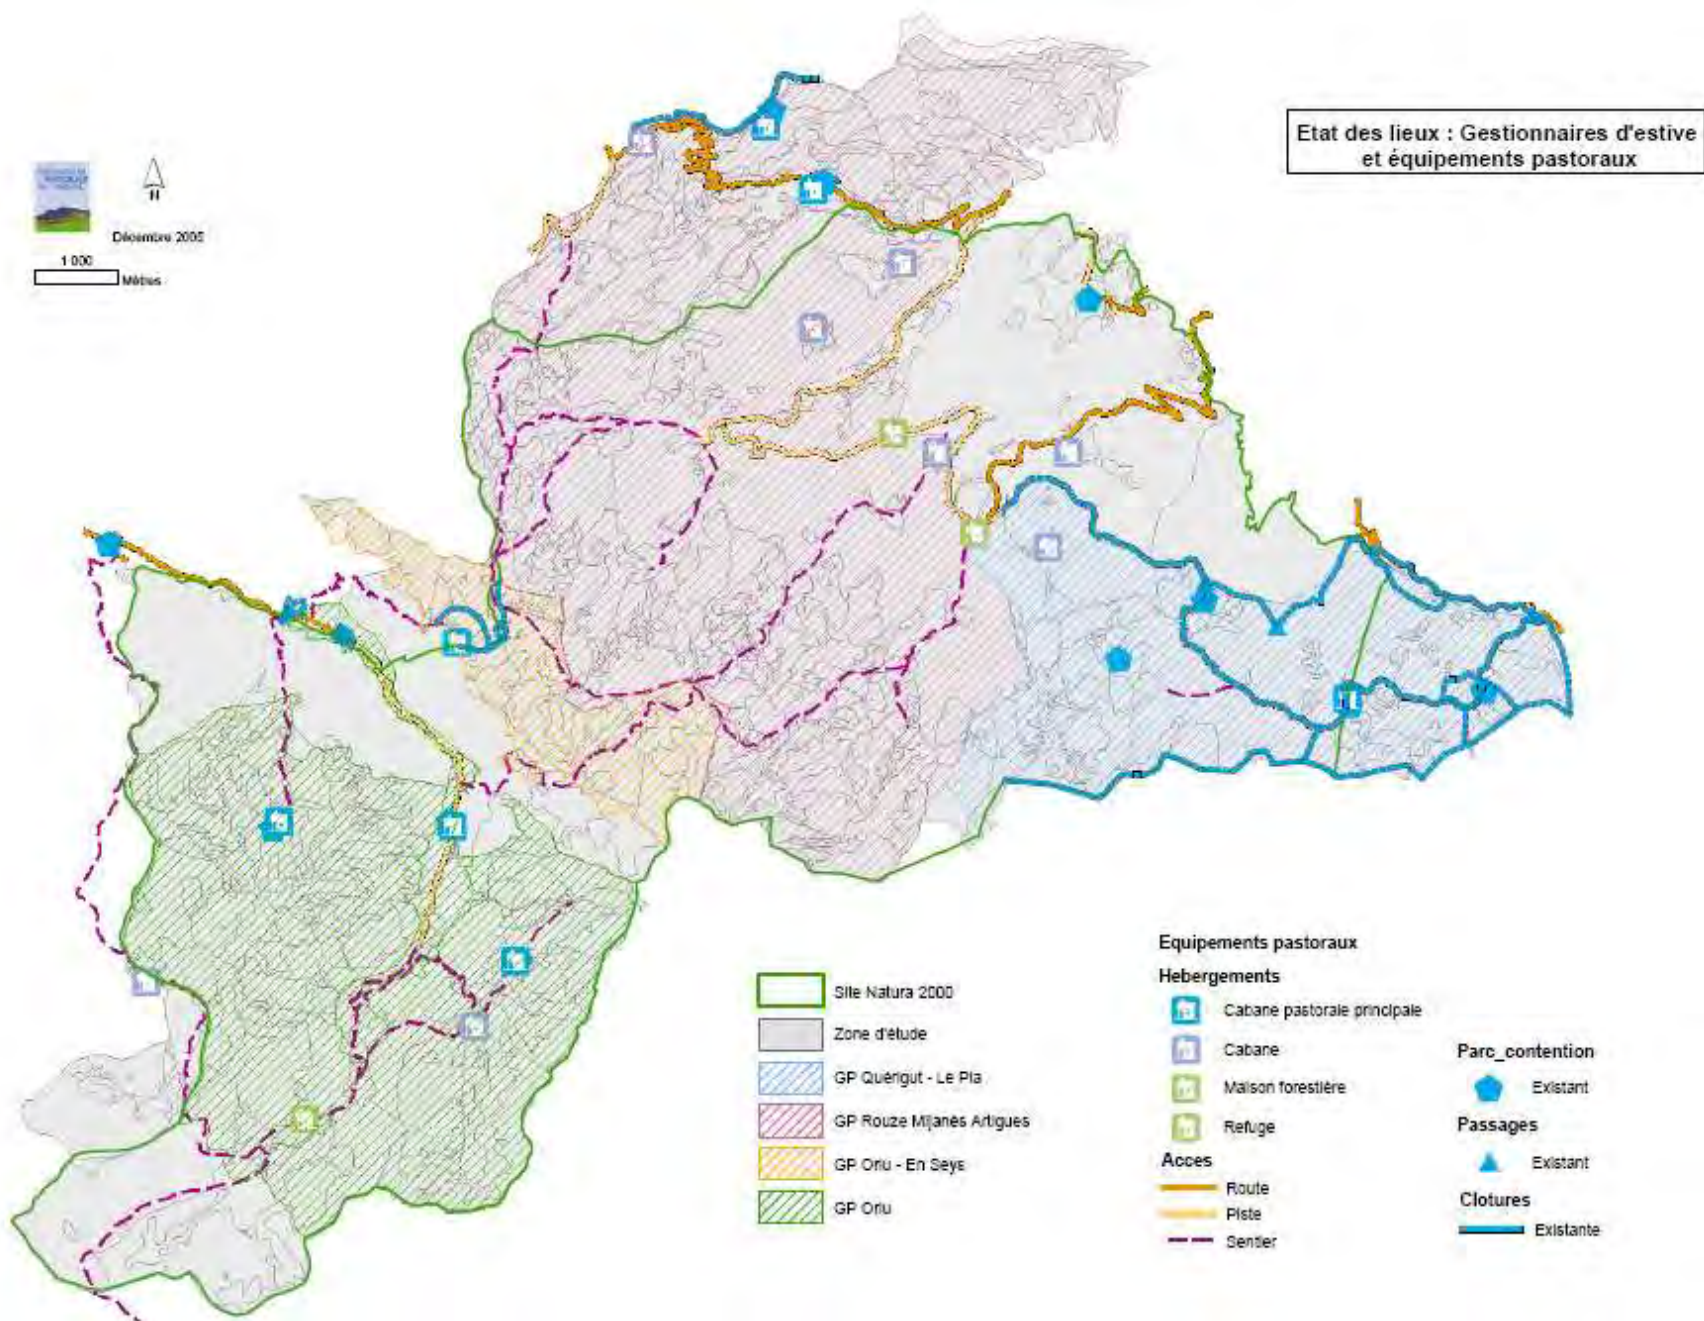 Etat des lieux : Gestionnaires d'estive
et équipements pastoraux
N
Décembre 2005
1 000
Mètres
Site Natura 2000
Zone d'étude
GP Quérigut - Le Pla
GP Rouze Mijanès Artigues
GP Orlu - En Seys
GP Orlu
Equipements pastoraux
Hebergements
Cabane pastorale principale
Cabane
Maison forestière
Refuge
Acces
Route
Piste
Sentier
Parc_contention
Existant
Passages
Existant
Clotures
Existante